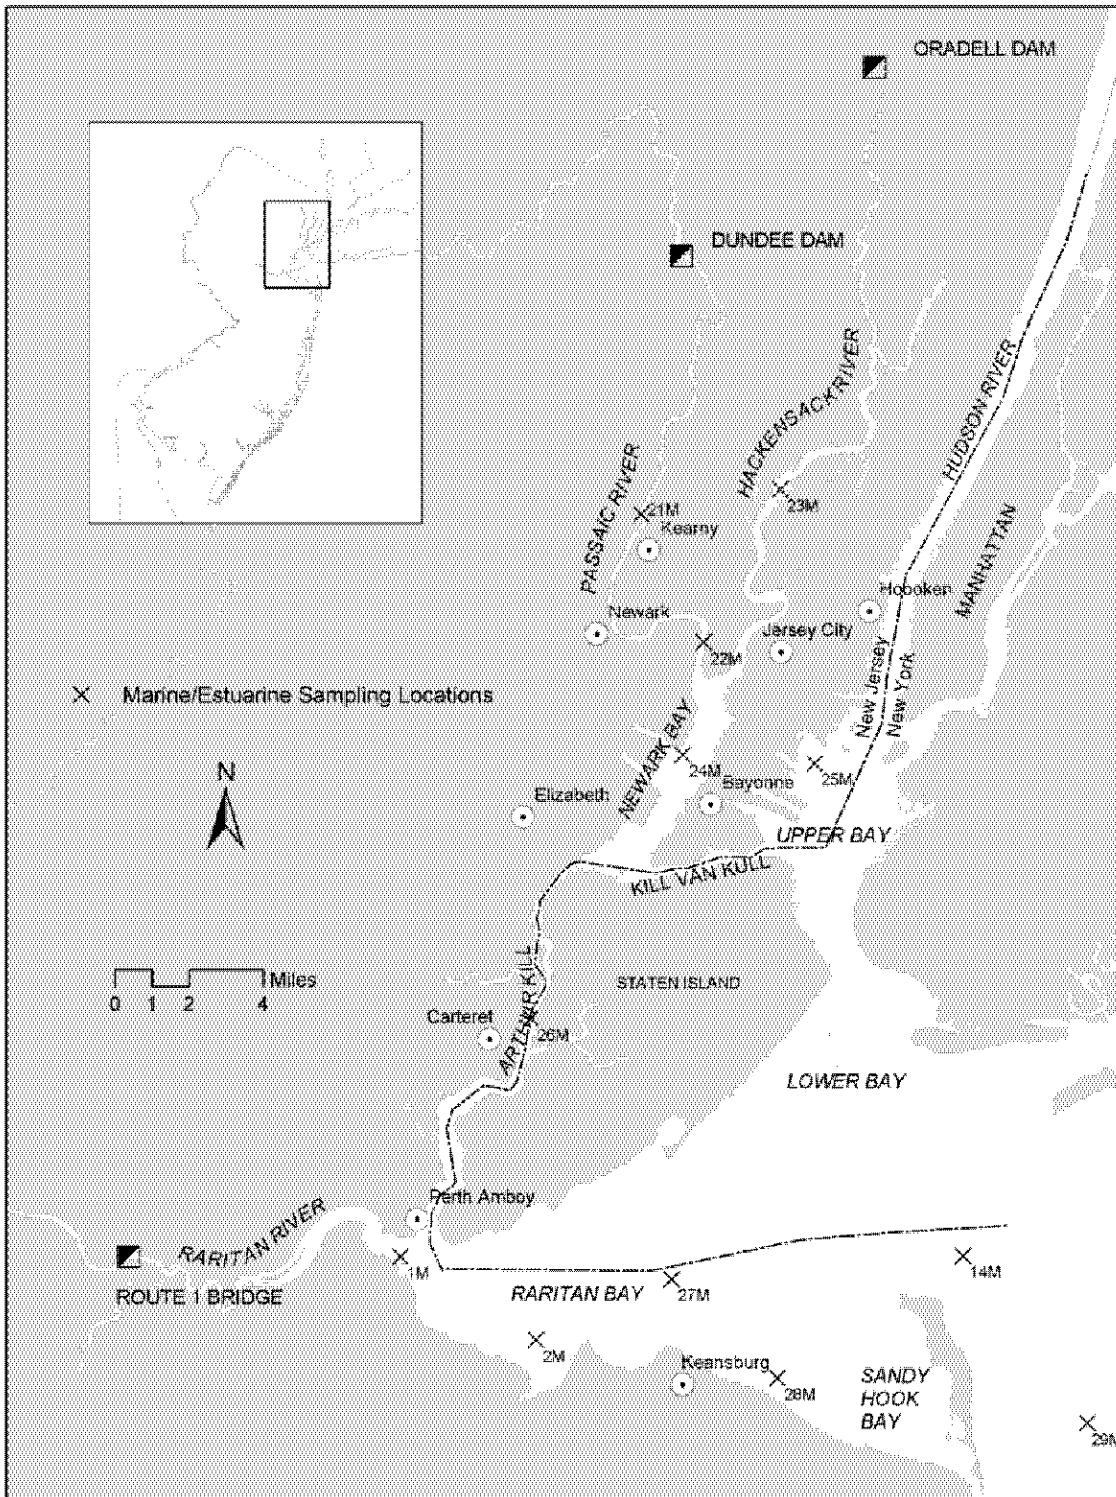 ORADELL DAM
DUNDEE DAM
HACKENSACK RIVER
HUDSON RIVER
PASSAIC RIVER
21M
23M
Kearny
MANHATTAN
Hoboken
Newark
Jersey City
22M
New Jersey
New York
Marine/Estuarine Sampling Locations
NEWARK BAY
24M
25M
N
Elizabeth
Bayonne
UPPER BAY
KILL VAN KULL
ARTHUR KILL
STATEN ISLAND
Miles
0 1 2 4
Carteret
26M
LOWER BAY
Perth Amboy
RARITAN RIVER
1M
14M
ROUTE 1 BRIDGE
RARITAN BAY
27M
2M
Keansburg
28M
SANDY
HOOK
BAY
29M